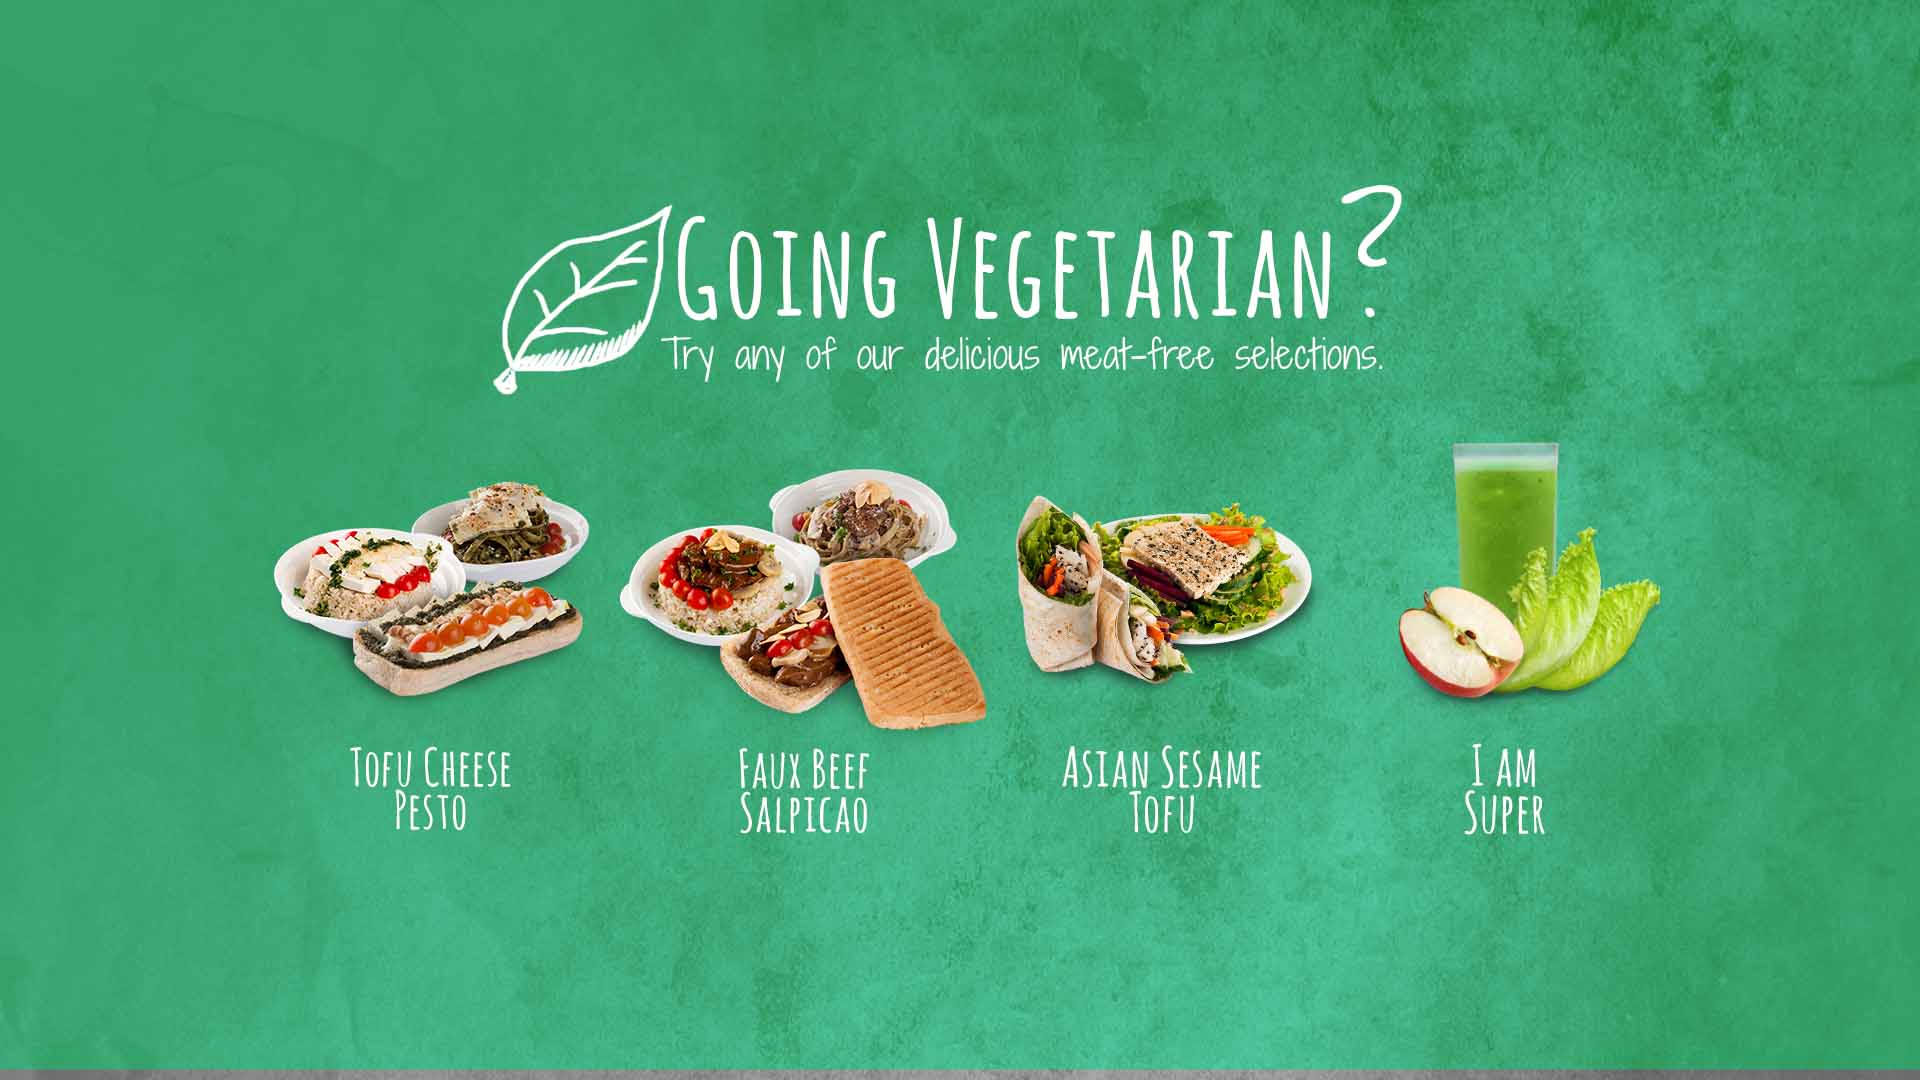 Going Vegetarian?
Try any of our delicious meat-free selections.
Tofu Cheese
Pesto
Faux Beef
Salpicao
Asian Sesame
Tofu
I am
Super